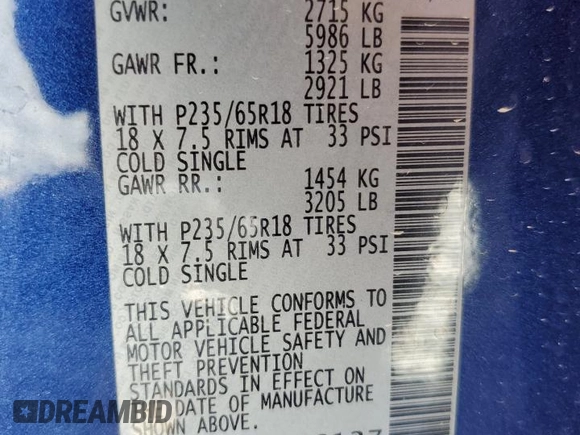 GVWR: 2715 KG
5986 LB
GAWR FR.: 1325 KG
2921 LB
WITH P235/65R18 TIRES
18 X 7.5 RIMS AT 33 PSI
COLD SINGLE
GAWR RR.: 1454 KG
3205 LB
WITH P235/65R18 TIRES
18 X 7.5 RIMS AT 33 PSI
COLD SINGLE
THIS VEHICLE CONFORMS TO
ALL APPLICABLE FEDERAL
MOTOR VEHICLE SAFETY AND
THEFT PREVENTION
STANDARDS IN EFFECT ON
DATE OF MANUFACTURE
SHOWN ABOVE.
DREAMBID